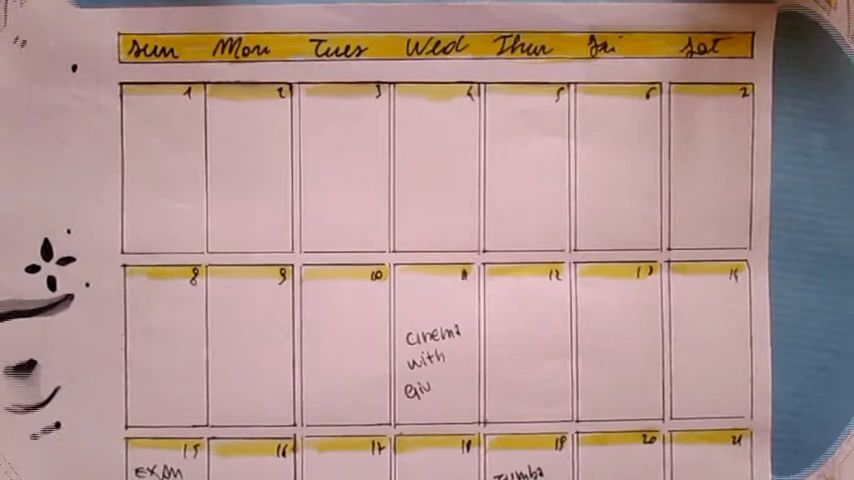 Sun Mon Tues Wed Thur Fri Sat
1 2 3 4 5 6 7
8 9 10 11 12 13 14
cinema
with
Giu
15 16 17 18 19 20 21
exam Zumba